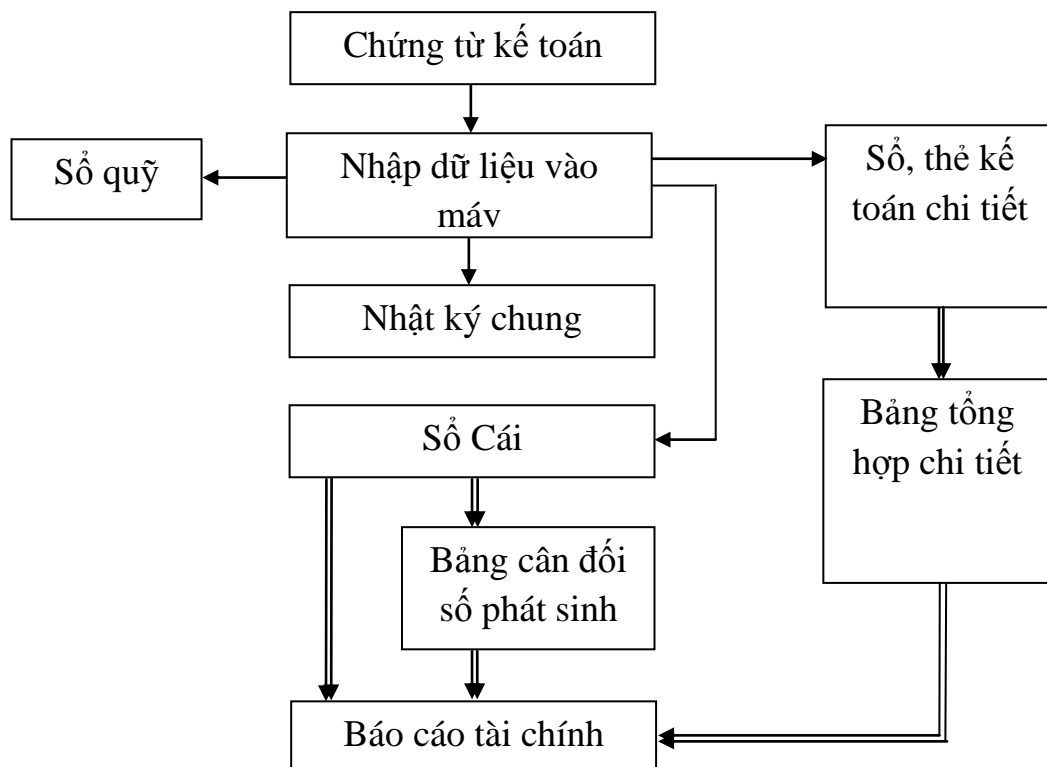 Chứng từ kế toán
Sổ quỹ
Nhập dữ liệu vào
máy
Sổ, thẻ kế
toán chi tiết
Nhật ký chung
Sổ Cái
Bảng tổng
hợp chi tiết
Bảng cân đối
số phát sinh
Báo cáo tài chính